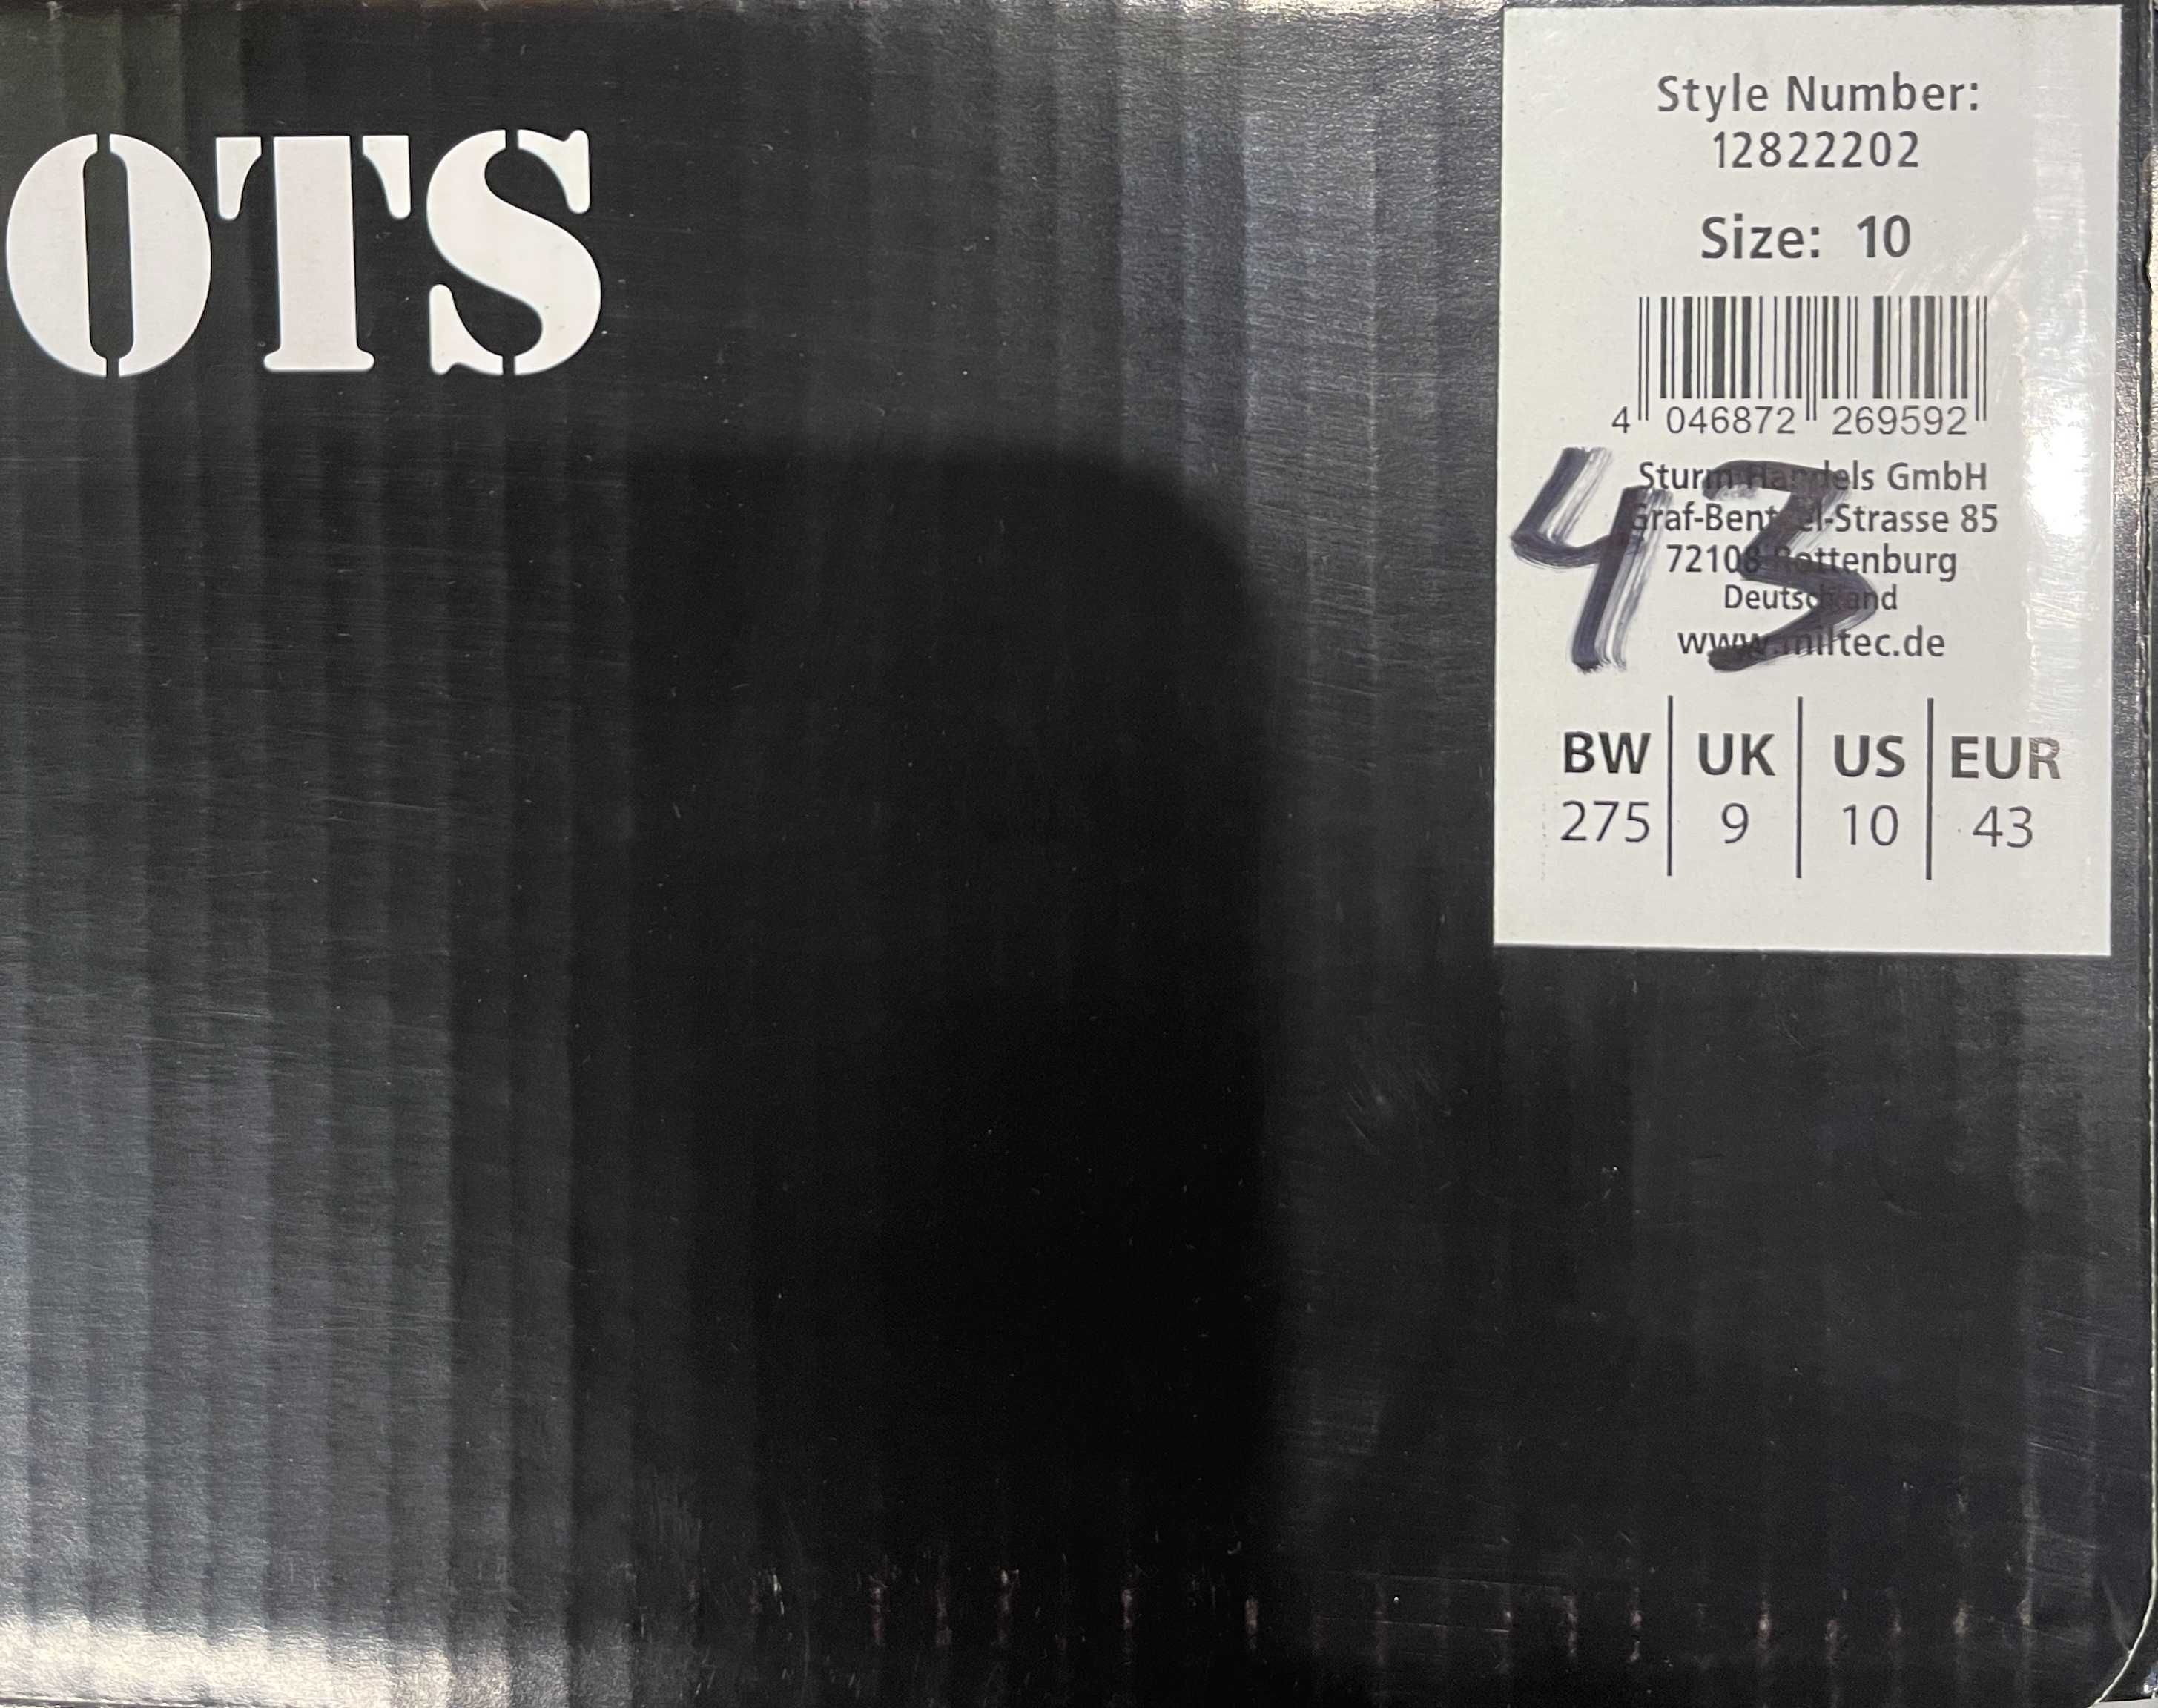 OTS
Style Number:
12822202
Size: 10
4 046872 269592
Sturm Handels GmbH
Graf-Bentzel-Strasse 85
72108 Rottenburg
Deutschland
www.miltec.de
43
BW UK US EUR
275 9 10 43